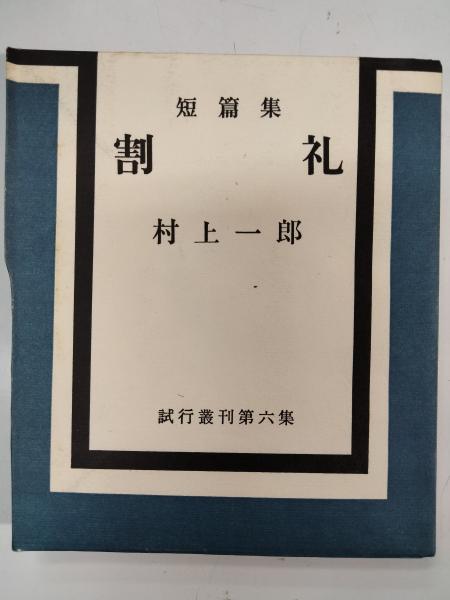 短篇集
割礼
村上一郎
試行叢刊第六集